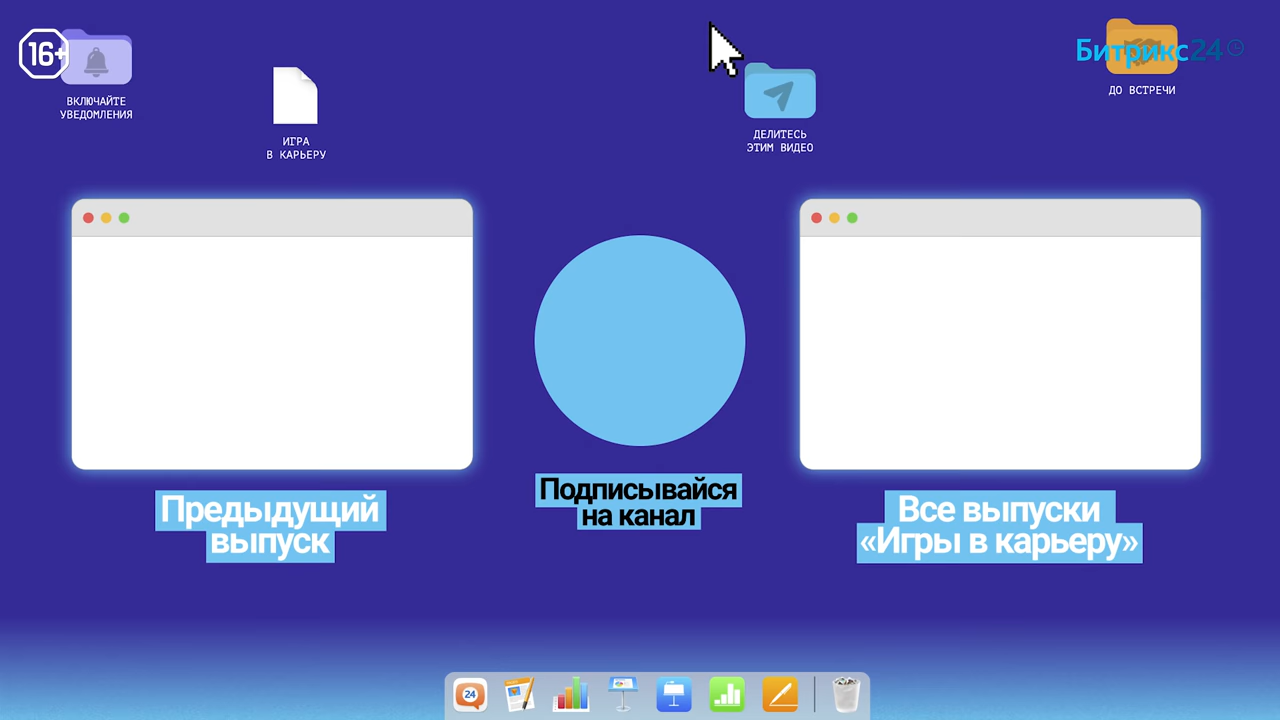 16+
ВКЛЮЧАЙТЕ
УВЕДОМЛЕНИЯ
ИГРА
В КАРЬЕРУ
ДЕЛИТЕСЬ
ЭТИМ ВИДЕО
Битрикс24
ДО ВСТРЕЧИ
Предыдущий
выпуск
Подписывайся
на канал
Все выпуски
«Игры в карьеру»
24